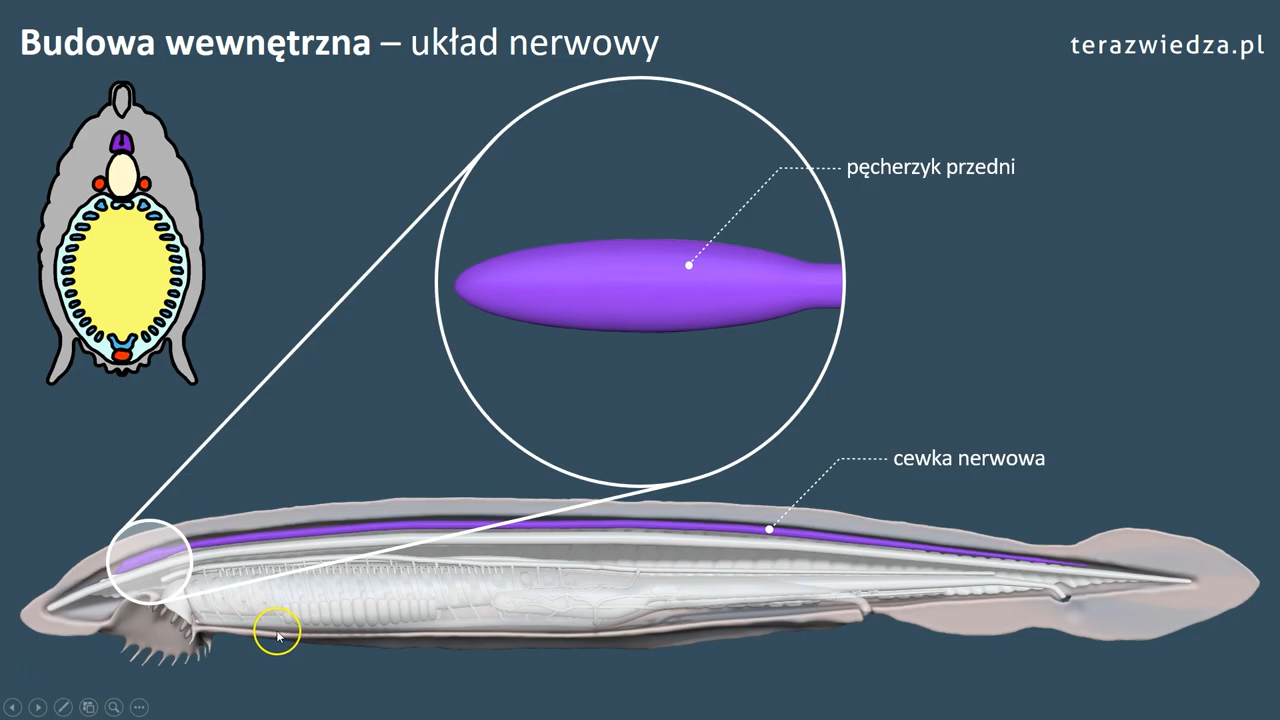 Budowa wewnętrzna – układ nerwowy
terazwiedza.pl
pęcherzyk przedni
cewka nerwowa